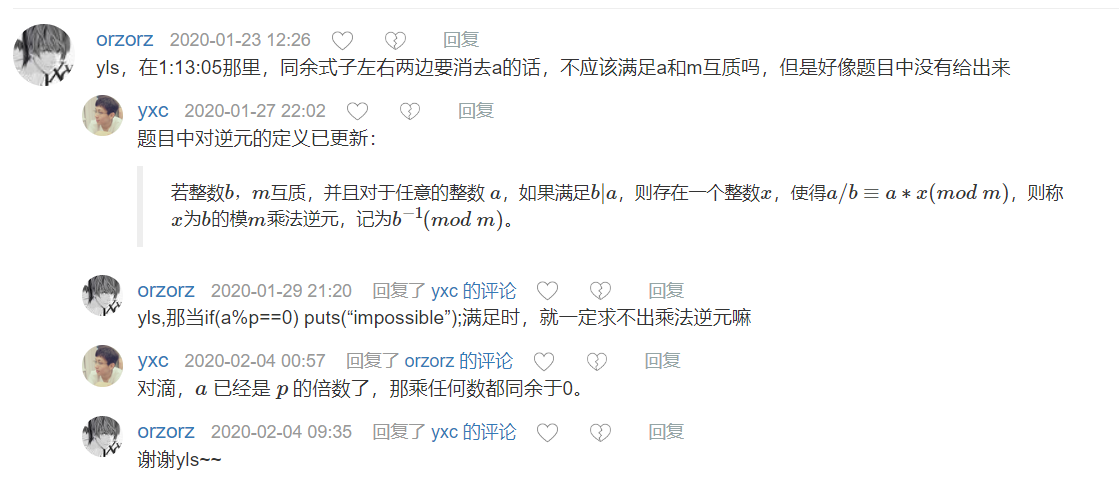 orzorz 2020-01-23 12:26 回复
yls，在1:13:05那里，同余式子左右两边要消去a的话，不应该满足a和m互质吗，但是好像题目中没有给出来
yxc 2020-01-27 22:02 回复
题目中对逆元的定义已更新：
若整数b，m互质，并且对于任意的整数 a，如果满足b|a，则存在一个整数x，使得a/b ≡ a ∗ x(mod m)，则称
x为b的模m乘法逆元，记为b⁻¹(mod m)。
orzorz 2020-01-29 21:20 回复了 yxc 的评论 回复
yls,那当if(a%p==0) puts(“impossible”);满足时，就一定求不出乘法逆元嘛
yxc 2020-02-04 00:57 回复了 orzorz 的评论 回复
对滴，a 已经是 p 的倍数了，那乘任何数都同余于0。
orzorz 2020-02-04 09:35 回复了 yxc 的评论 回复
谢谢yls~~